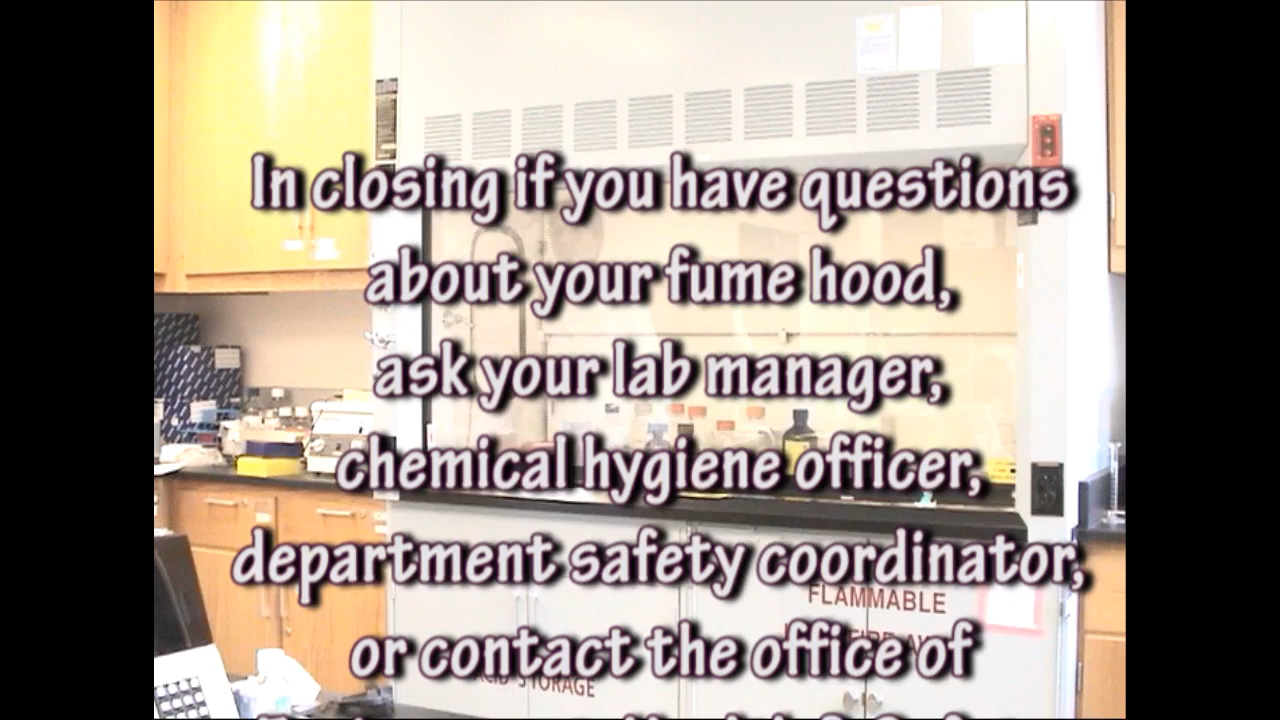 In closing if you have questions
about your fume hood,
ask your lab manager,
chemical hygiene officer,
department safety coordinator,
or contact the office of
FLAMMABLE
ACID STORAGE